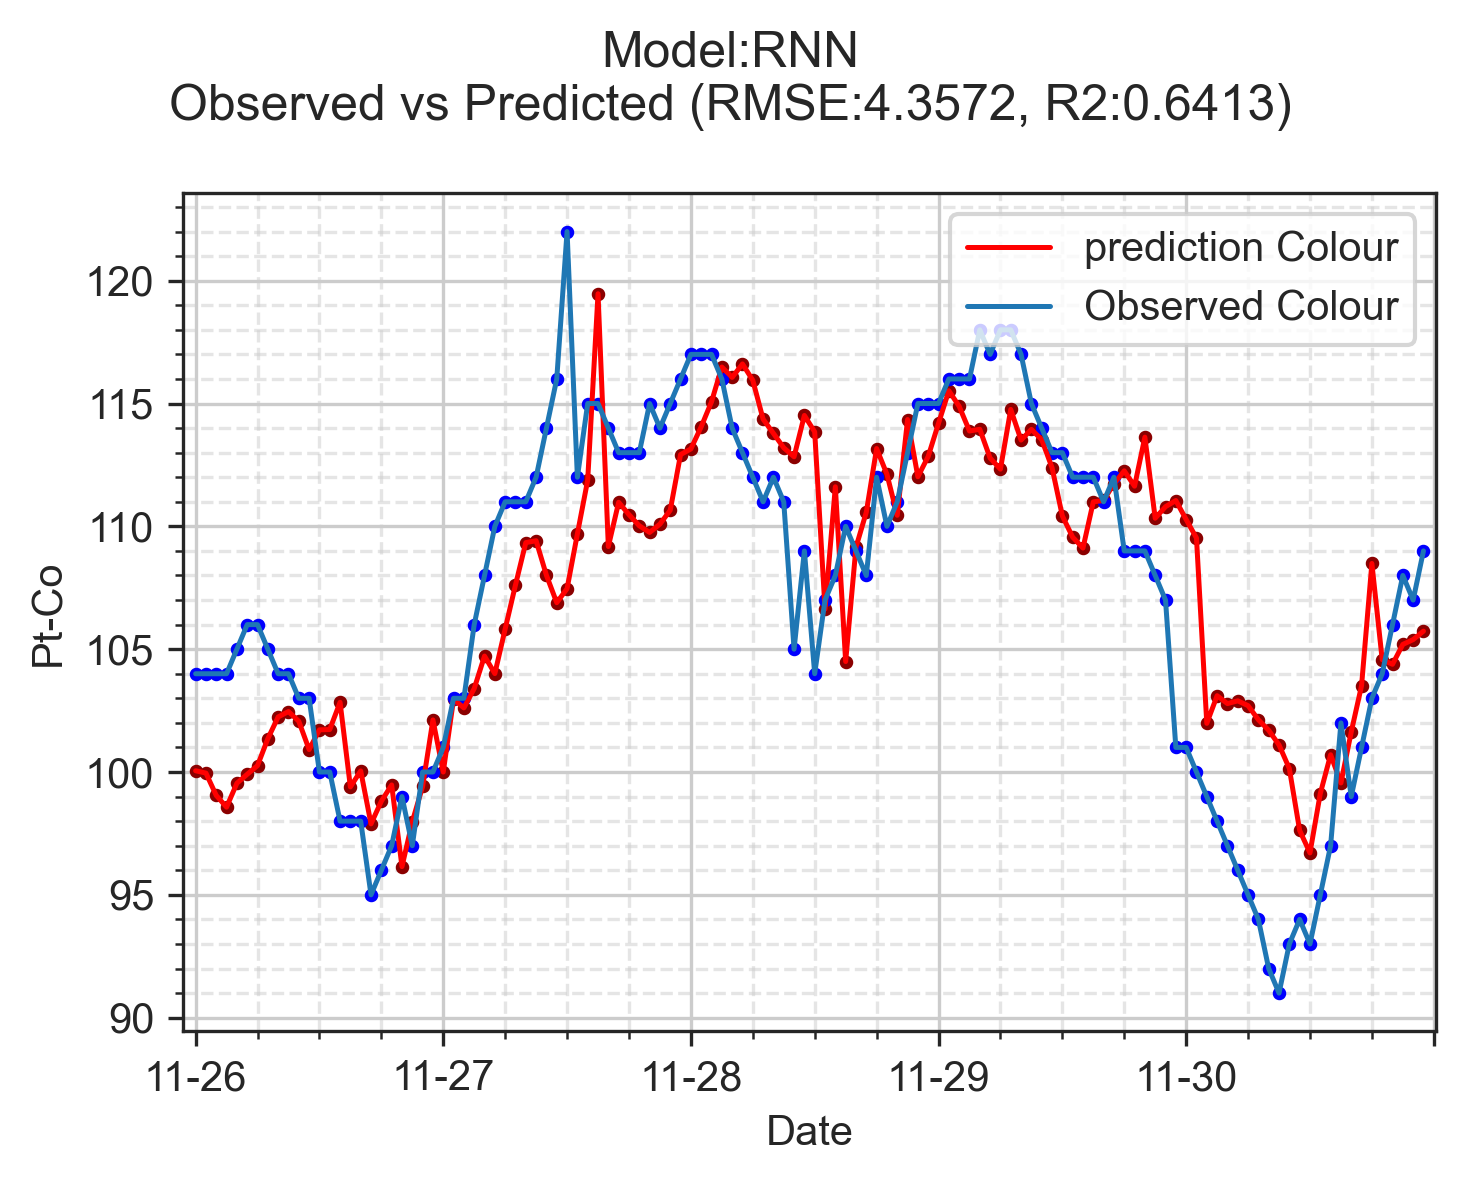 Model:RNN
Observed vs Predicted (RMSE:4.3572, R2:0.6413)
prediction Colour
Observed Colour
120
115
110
105
100
95
90
Pt-Co
11-26 11-27 11-28 11-29 11-30
Date